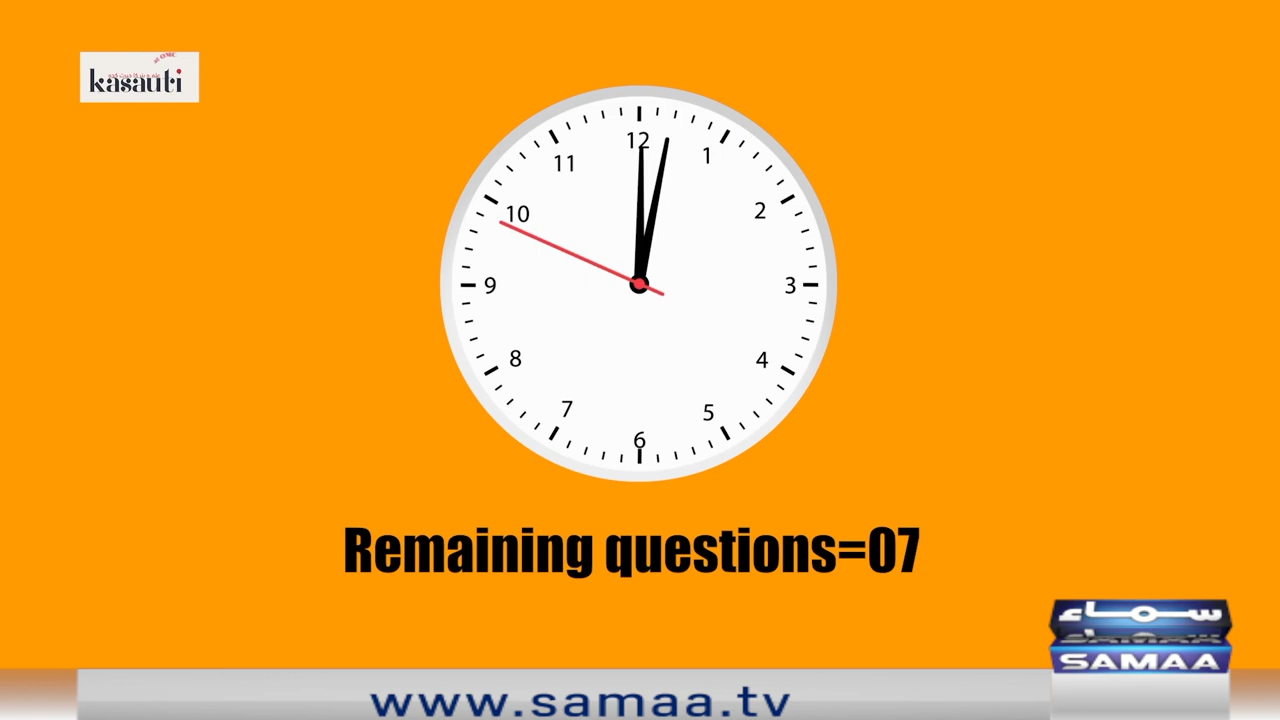 kasauti
12
11
1
10
2
9
3
8
4
7
5
6
Remaining questions=07
سماء
SAMAA
www.samaa.tv